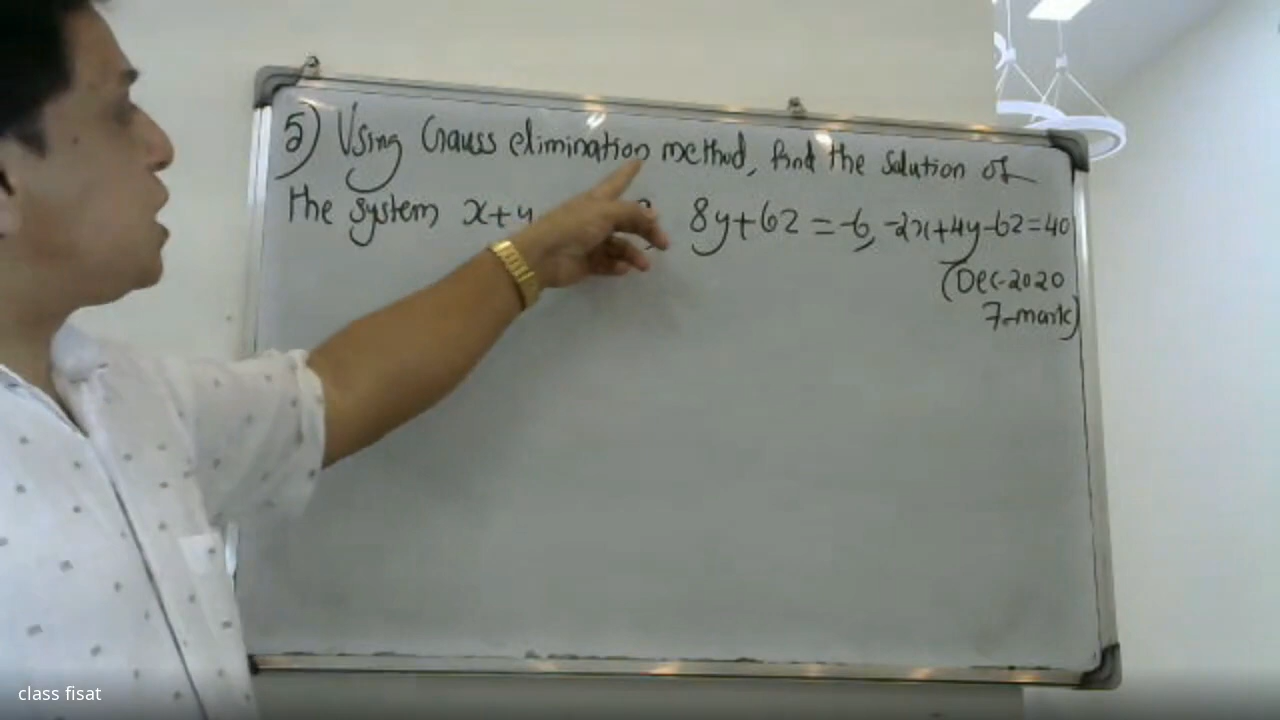 5) Using Gauss elimination method, find the solution of
the system x+y 8y+6z = -6, -2x+4y-6z=40
(Dec-2020
7-mark)
class fisat